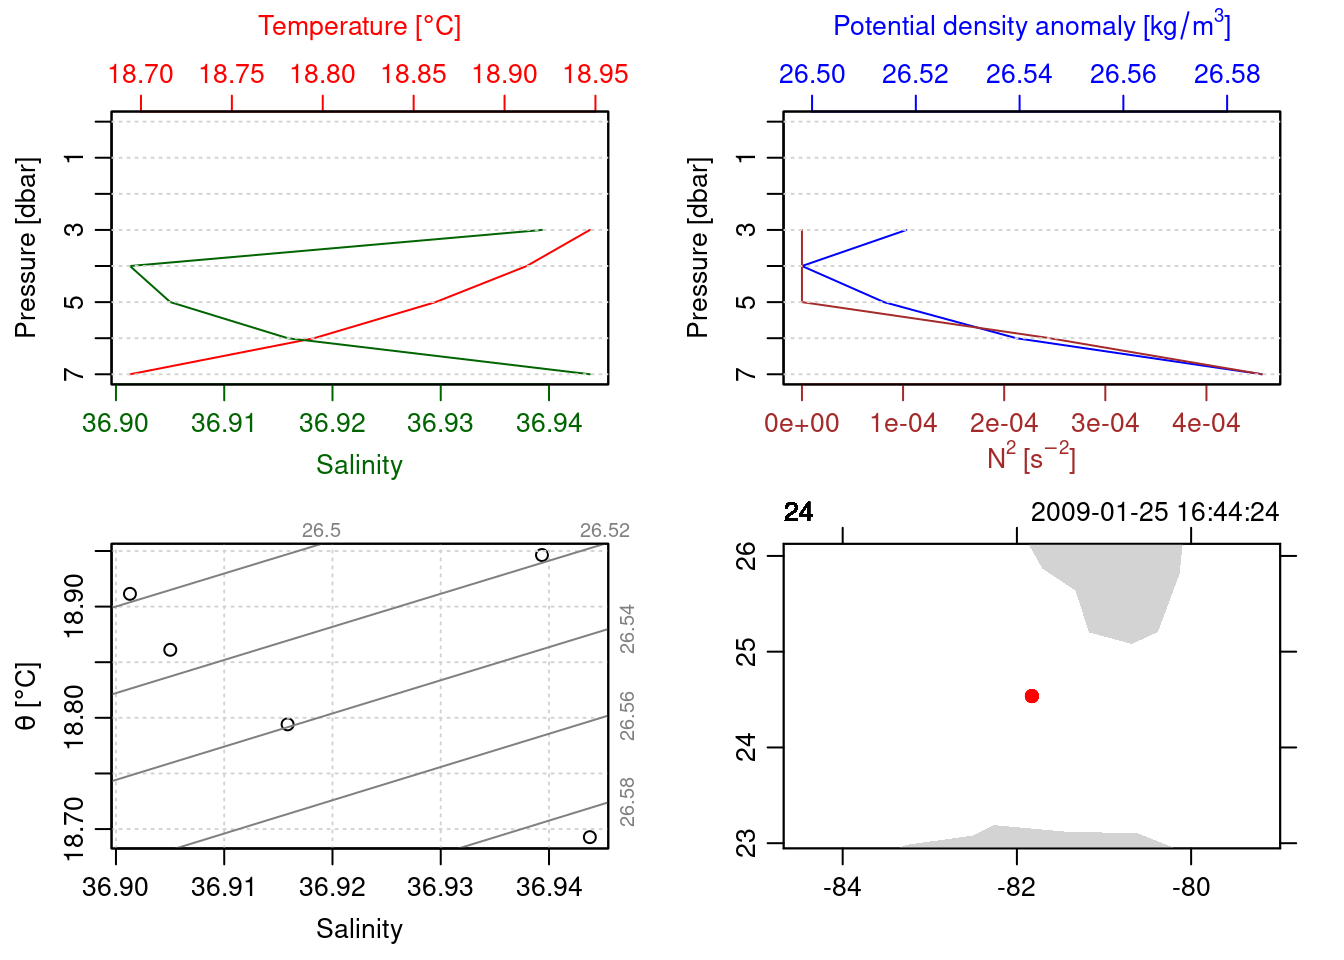 Temperature [°C]
18.70 18.75 18.80 18.85 18.90 18.95
Pressure [dbar]
1
3
5
7
36.90 36.91 36.92 36.93 36.94
Salinity
Potential density anomaly [kg/m³]
26.50 26.52 26.54 26.56 26.58
Pressure [dbar]
1
3
5
7
0e+00 1e-04 2e-04 3e-04 4e-04
N² [s⁻²]
26.5 26.52
26.54
26.56
26.58
θ [°C]
18.90
18.80
18.70
36.90 36.91 36.92 36.93 36.94
Salinity
24 2009-01-25 16:44:24
26
25
24
23
-84 -82 -80